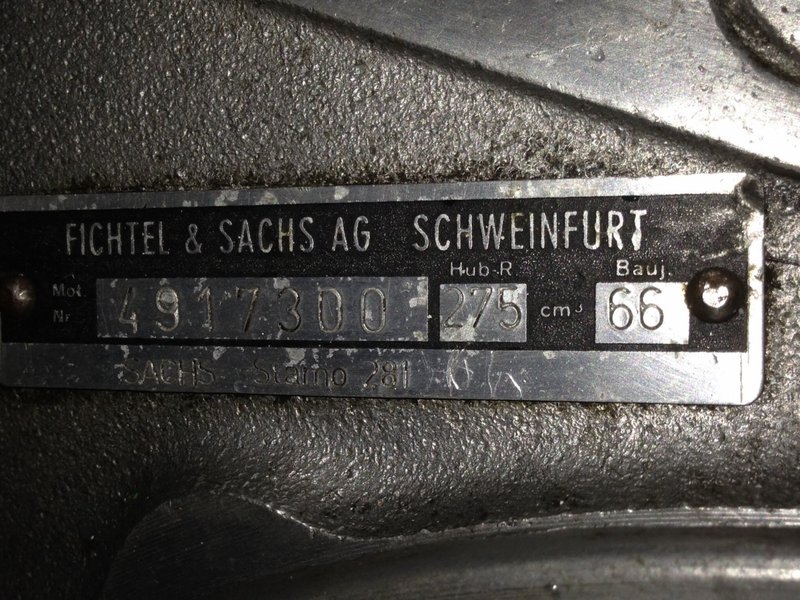 FICHTEL & SACHS AG SCHWEINFURT
Hub-R. Bauj.
Mot. Nr. 4917300 275 cm³ 66
SACHS Stamo 281